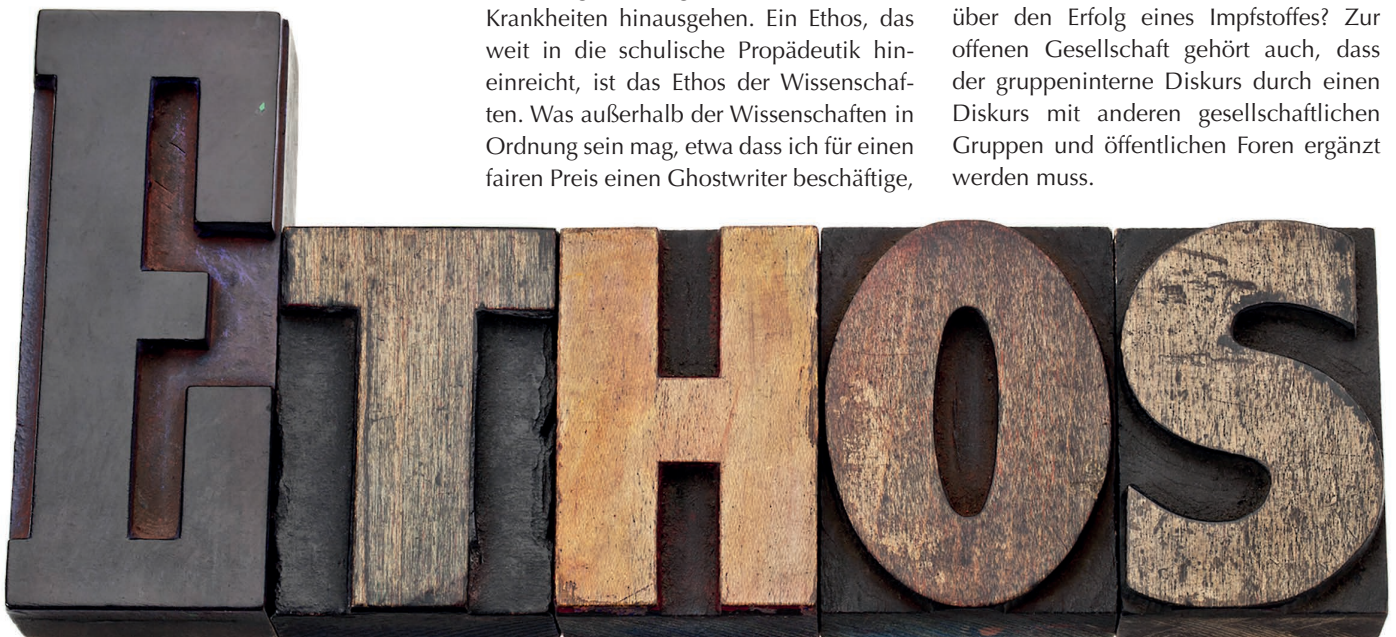 Krankheiten hinausgehen. Ein Ethos, das
weit in die schulische Propädeutik hin-
einreicht, ist das Ethos der Wissenschaf-
ten. Was außerhalb der Wissenschaften in
Ordnung sein mag, etwa dass ich für einen
fairen Preis einen Ghostwriter beschäftige,
über den Erfolg eines Impfstoffes? Zur
offenen Gesellschaft gehört auch, dass
der gruppeninterne Diskurs durch einen
Diskurs mit anderen gesellschaftlichen
Gruppen und öffentlichen Foren ergänzt
werden muss.
ETHOS